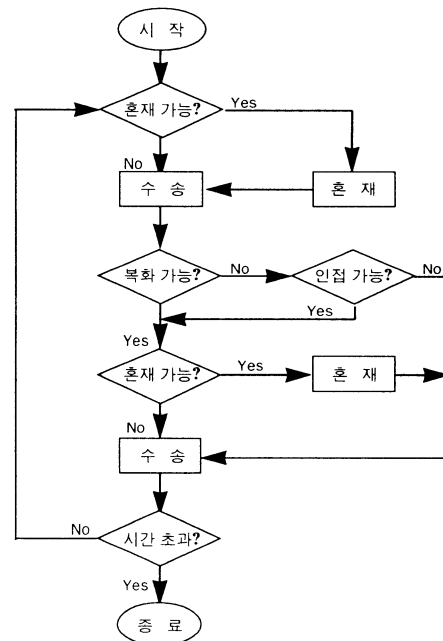 시 작
혼재 가능?
Yes
No
수 송
혼 재
복화 가능?
No
인접 가능?
No
Yes
Yes
혼재 가능?
Yes
혼 재
No
수 송
No
시간 초과?
Yes
종 료